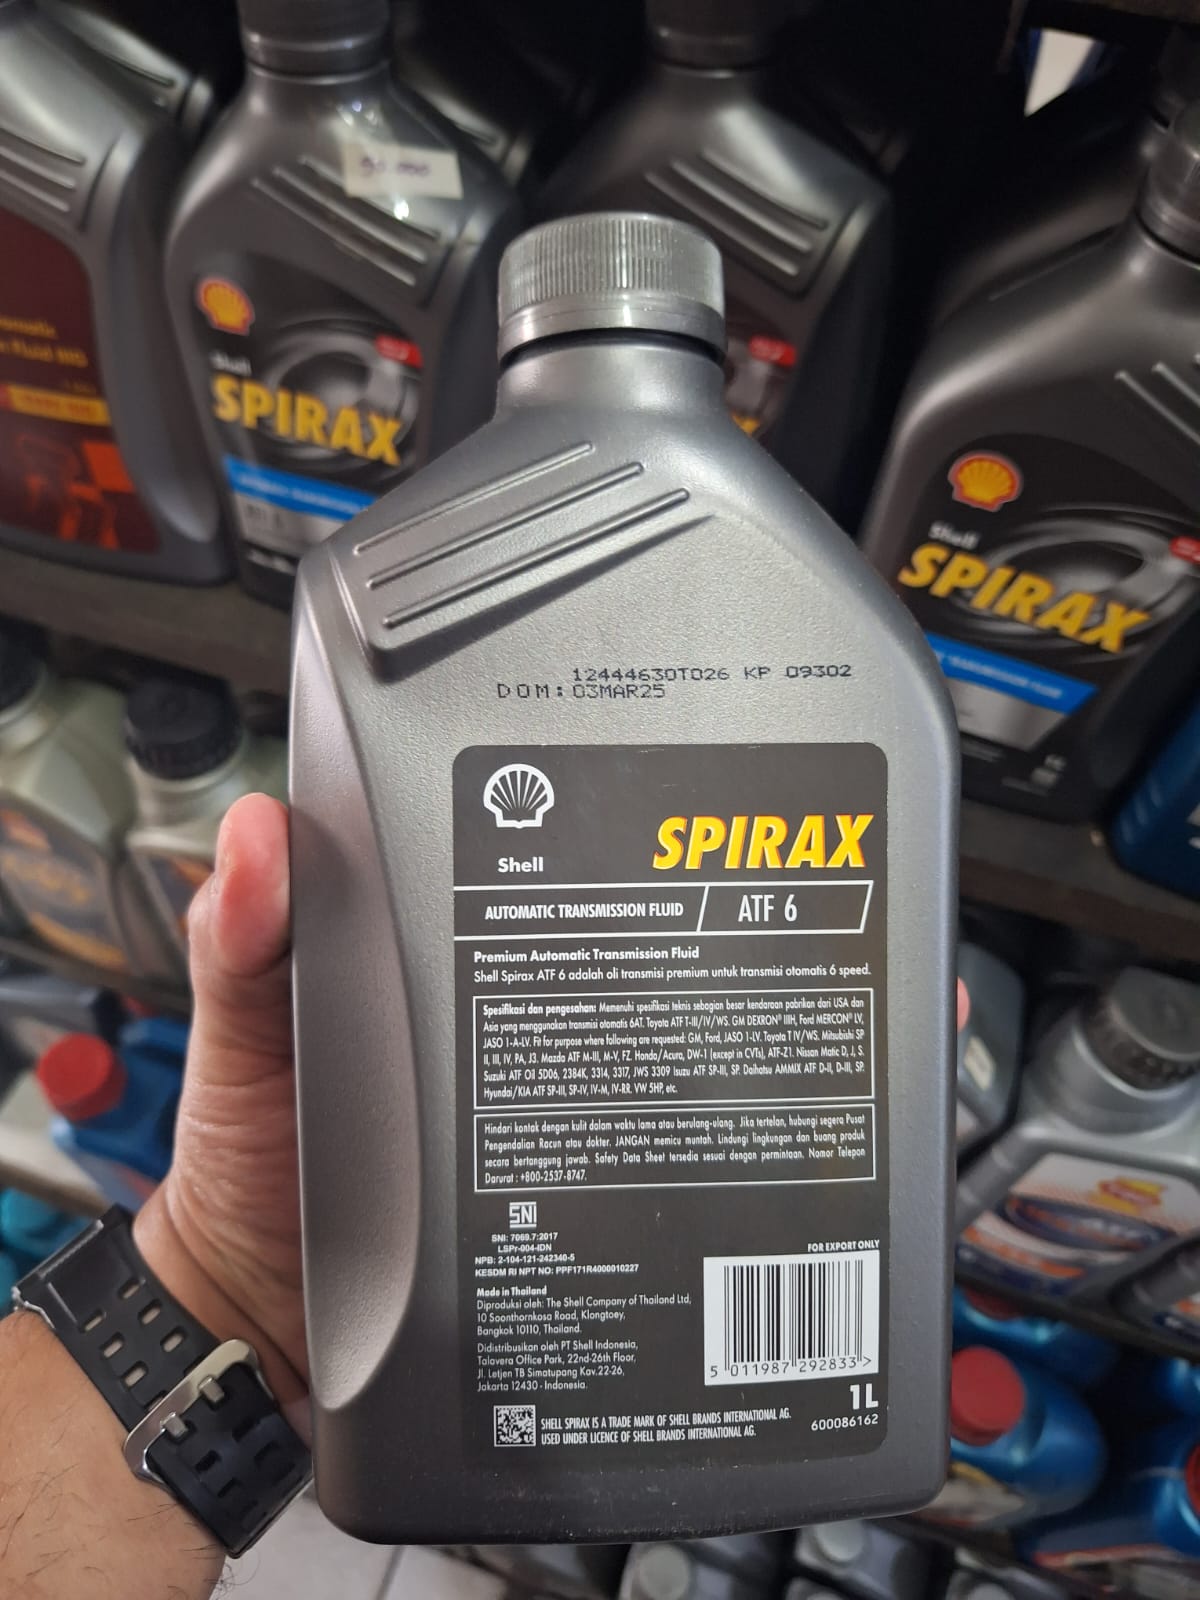 90.000
Shell
SPIRAX
Shell
SPIRAX
12444630T026 KP 09302
DOM: 03MAR25
Shell
SPIRAX
AUTOMATIC TRANSMISSION FLUID
ATF 6
Premium Automatic Transmission Fluid
Shell Spirax ATF 6 adalah oli transmisi premium untuk transmisi otomatis 6 speed.
Spesifikasi dan pengesahan: Memenuhi spesifikasi teknis sebagian besar kendaraan pabrikan dari USA dan
Asia yang menggunakan transmisi otomatis 6AT. Toyota ATF T-III/IV/WS. GM DEXRON® IIIH, Ford MERCON® LV,
JASO 1-A-LV. Fit for purpose where following are requested: GM, Ford, JASO 1-LV. Toyota T IV/WS. Mitsubishi SP
II, III, IV, PA, J3. Mazda ATF M-III, M-V, FZ. Honda/Acura, DW-1 (except in CVTs), ATF-Z1. Nissan Matic D, J, S.
Suzuki ATF Oil 5D06, 2384K, 3314, 3317, JWS 3309 Isuzu ATF SP-III, SP. Daihatsu AMMIX ATF D-II, D-III, SP.
Hyundai/KIA ATF SP-III, SP-IV, IV-M, IV-RR. VW 5HP, etc.
Hindari kontak dengan kulit dalam waktu lama atau berulang-ulang. Jika tertelan, hubungi segera Pusat
Pengendalian Racun atau dokter. JANGAN memicu muntah. Lindungi lingkungan dan buang produk
secara bertanggung jawab. Safety Data Sheet tersedia sesuai dengan permintaan. Nomor Telepon
Darurat : +800-2537-8747.
SNI
SNI: 7069.7:2017
LSPr-004-IDN
NPB: 2-104-121-242340-5
KESDM RI NPT NO: PPF171R4000010227
FOR EXPORT ONLY
Made in Thailand
Diproduksi oleh: The Shell Company of Thailand Ltd,
10 Soonthornkosa Road, Klongtoey,
Bangkok 10110, Thailand.
Didistribusikan oleh PT Shell Indonesia,
Talavera Office Park, 22nd-26th Floor,
Jl. Letjen TB Simatupang Kav.22-26,
Jakarta 12430 - Indonesia.
5 011987 292833 >
1L
SHELL SPIRAX IS A TRADE MARK OF SHELL BRANDS INTERNATIONAL AG.
USED UNDER LICENCE OF SHELL BRANDS INTERNATIONAL AG.
600086162